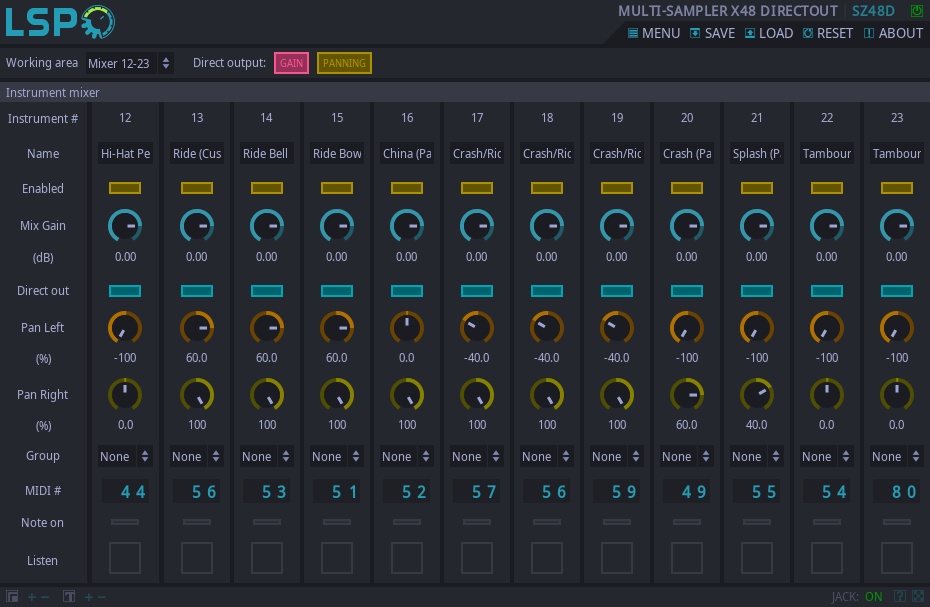 LSP
MULTI-SAMPLER X48 DIRECTOUT SZ48D
MENU SAVE LOAD RESET ABOUT
Working area Mixer 12-23 Direct output: GAIN PANNING
Instrument mixer
Instrument # 12 13 14 15 16 17 18 19 20 21 22 23
Name Hi-Hat Pe Ride (Cus Ride Bell Ride Bow China (Pa Crash/Ric Crash/Ric Crash/Ric Crash (Pa Splash (P. Tambour Tambour
Enabled
Mix Gain
(dB) 0.00 0.00 0.00 0.00 0.00 0.00 0.00 0.00 0.00 0.00 0.00 0.00
Direct out
Pan Left
(%) -100 60.0 60.0 60.0 0.0 -40.0 -40.0 -40.0 -100 -100 -100 -100
Pan Right
(%) 0.0 100 100 100 100 100 100 100 60.0 40.0 0.0 0.0
Group None None None None None None None None None None None None
MIDI # 44 56 53 51 52 57 56 59 49 55 54 80
Note on
Listen
+ - T + - JACK: ON ?